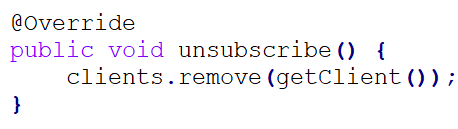 @Override
public void unsubscribe() {
    clients.remove(getClient());
}